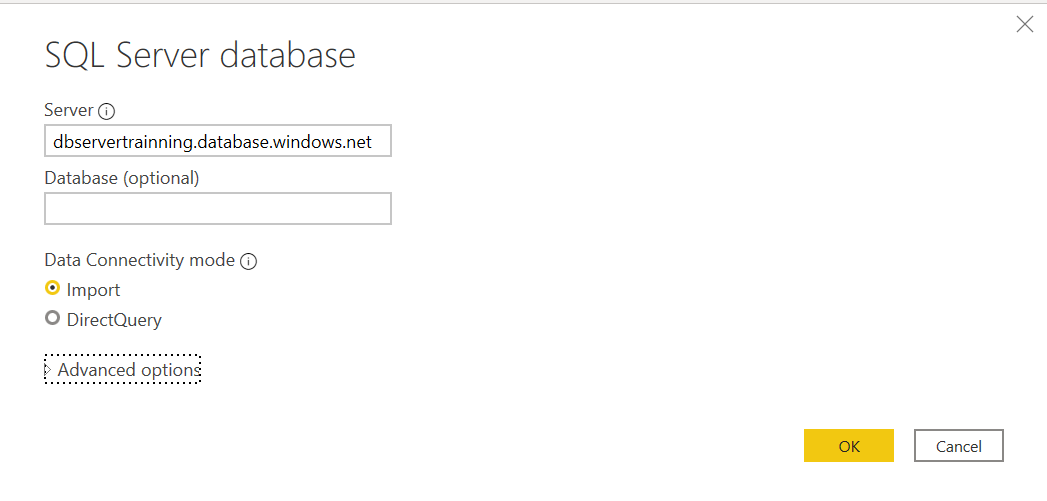 SQL Server database
Server
dbservertrainning.database.windows.net
Database (optional)
Data Connectivity mode
Import
DirectQuery
Advanced options
OK Cancel